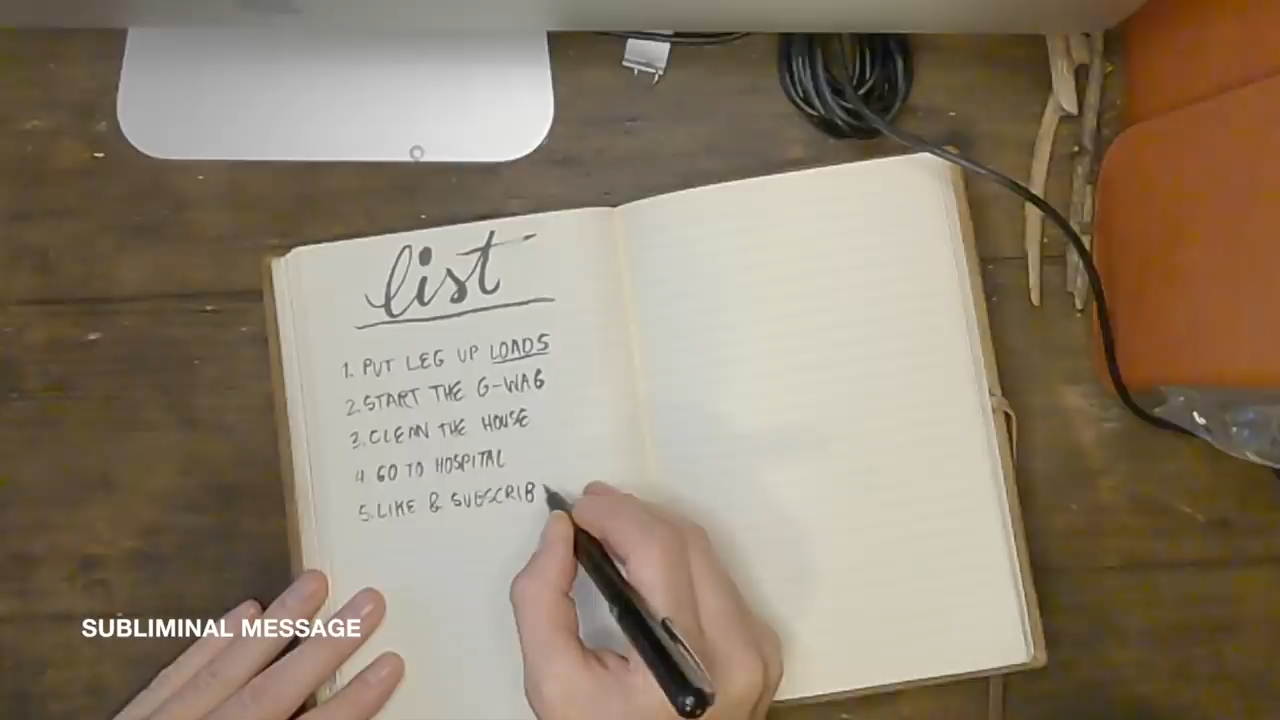 list
1. PUT LEG UP LOADS
2. START THE G-WAG
3. CLEAN THE HOUSE
4 GO TO HOSPITAL
5. LIKE & SUBSCRIB
SUBLIMINAL MESSAGE